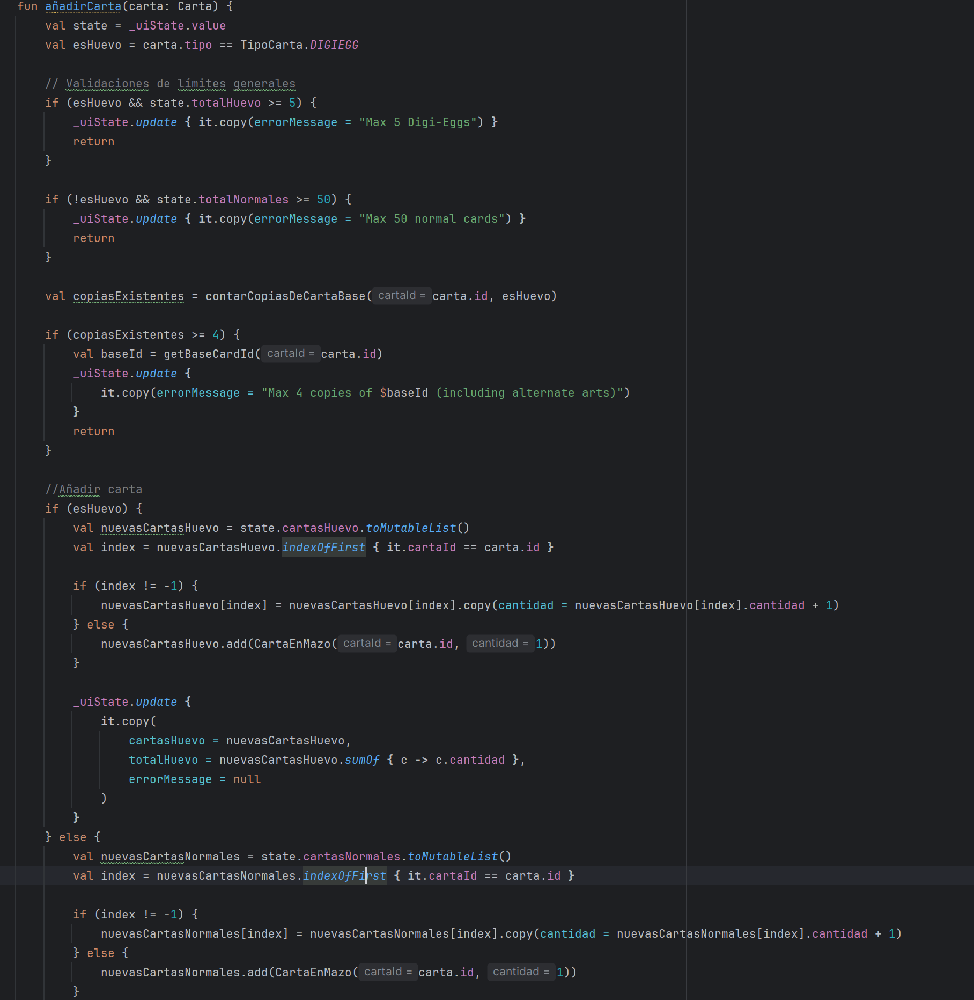 fun añadirCarta(carta: Carta) {
val state = _uiState.value
val esHuevo = carta.tipo == TipoCarta.DIGIEGG
// Validaciones de límites generales
if (esHuevo && state.totalHuevo >= 5) {
_uiState.update { it.copy(errorMessage = "Max 5 Digi-Eggs") }
return
}
if (!esHuevo && state.totalNormales >= 50) {
_uiState.update { it.copy(errorMessage = "Max 50 normal cards") }
return
}
val copiasExistentes = contarCopiasDeCartaBase( cartaId = carta.id, esHuevo)
if (copiasExistentes >= 4) {
val baseId = getBaseCardId( cartaId = carta.id)
_uiState.update {
it.copy(errorMessage = "Max 4 copies of $baseId (including alternate arts)")
}
return
}
//Añadir carta
if (esHuevo) {
val nuevasCartasHuevo = state.cartasHuevo.toMutableList()
val index = nuevasCartasHuevo.indexOfFirst { it.cartaId == carta.id }
if (index != -1) {
nuevasCartasHuevo[index] = nuevasCartasHuevo[index].copy(cantidad = nuevasCartasHuevo[index].cantidad + 1)
} else {
nuevasCartasHuevo.add(CartaEnMazo( cartaId = carta.id, cantidad = 1))
}
_uiState.update {
it.copy(
cartasHuevo = nuevasCartasHuevo,
totalHuevo = nuevasCartasHuevo.sumOf { c -> c.cantidad },
errorMessage = null
)
}
} else {
val nuevasCartasNormales = state.cartasNormales.toMutableList()
val index = nuevasCartasNormales.indexOfFirst { it.cartaId == carta.id }
if (index != -1) {
nuevasCartasNormales[index] = nuevasCartasNormales[index].copy(cantidad = nuevasCartasNormales[index].cantidad + 1)
} else {
nuevasCartasNormales.add(CartaEnMazo( cartaId = carta.id, cantidad = 1))
}